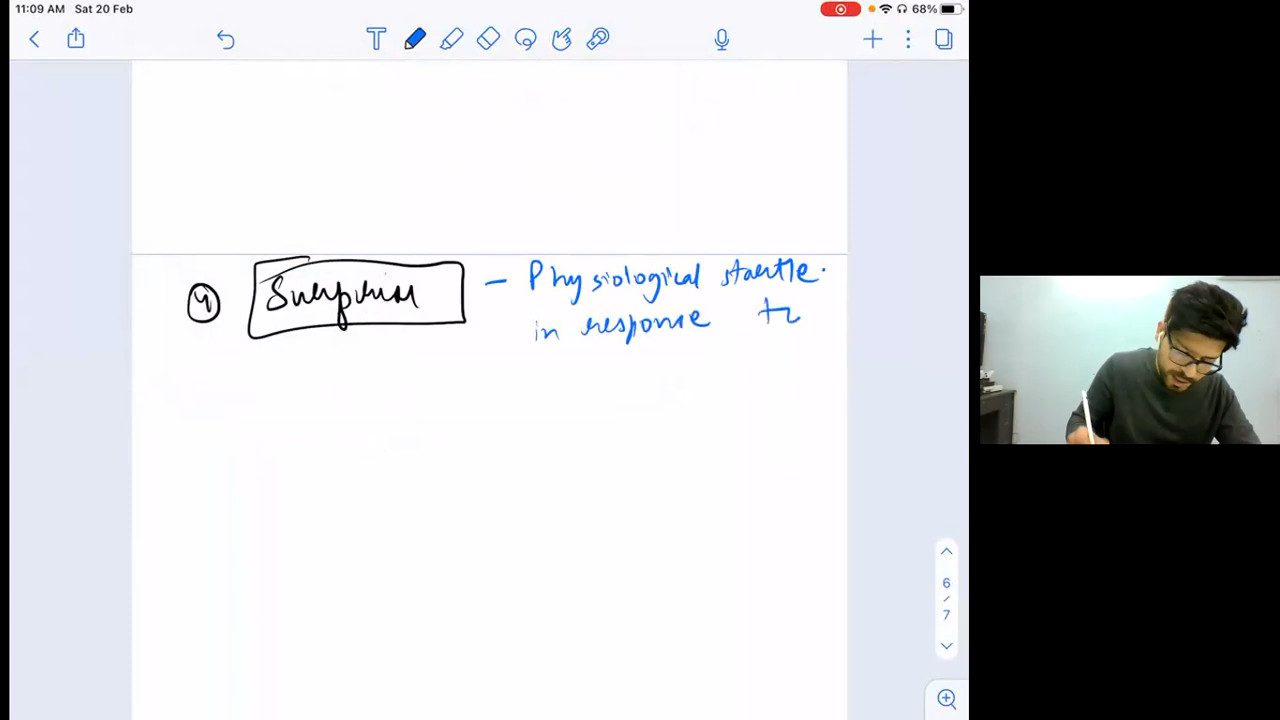 11:09 AM Sat 20 Feb
68%
T
4 Surprise – Physiological startle.
in response to
6
7